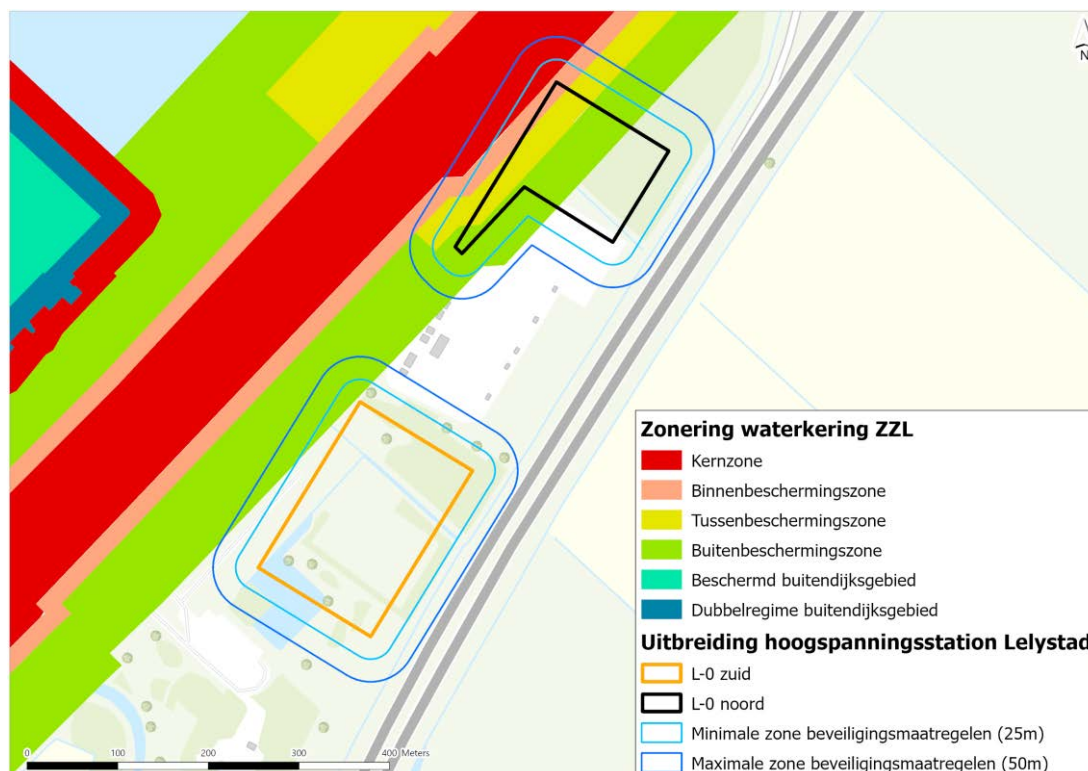 N
Zonering waterkering ZZL
Kernzone
Binnenbeschermingszone
Tussenbeschermingszone
Buitenbeschermingszone
Beschermd buitendijksgebied
Dubbelregime buitendijksgebied
Uitbreiding hoogspanningsstation Lelystad
L-0 zuid
L-0 noord
Minimale zone beveiligingsmaatregelen (25m)
Maximale zone beveiligingsmaatregelen (50m)
0 100 200 300 400 Meters